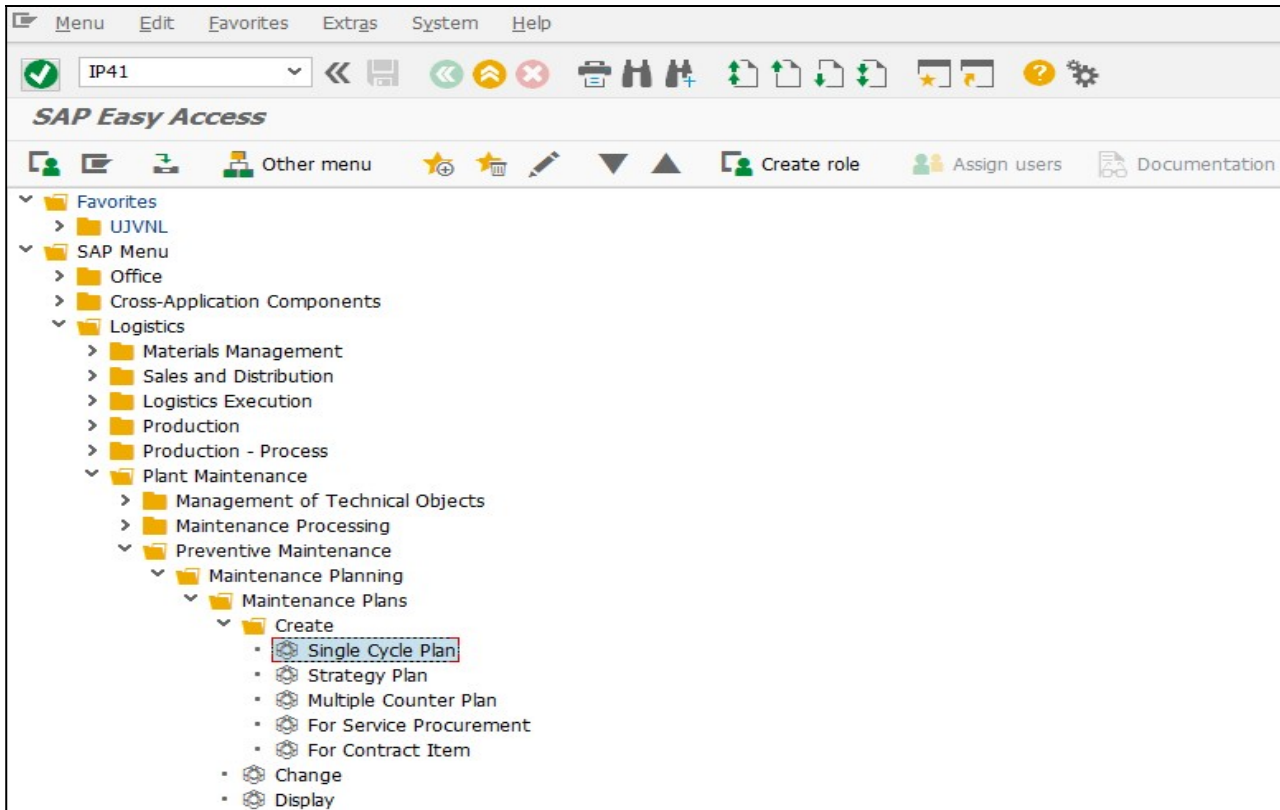 Menu Edit Favorites Extras System Help
IP41
SAP Easy Access
Other menu Create role Assign users Documentation
Favorites
UJVNL
SAP Menu
Office
Cross-Application Components
Logistics
Materials Management
Sales and Distribution
Logistics Execution
Production
Production - Process
Plant Maintenance
Management of Technical Objects
Maintenance Processing
Preventive Maintenance
Maintenance Planning
Maintenance Plans
Create
Single Cycle Plan
Strategy Plan
Multiple Counter Plan
For Service Procurement
For Contract Item
Change
Display